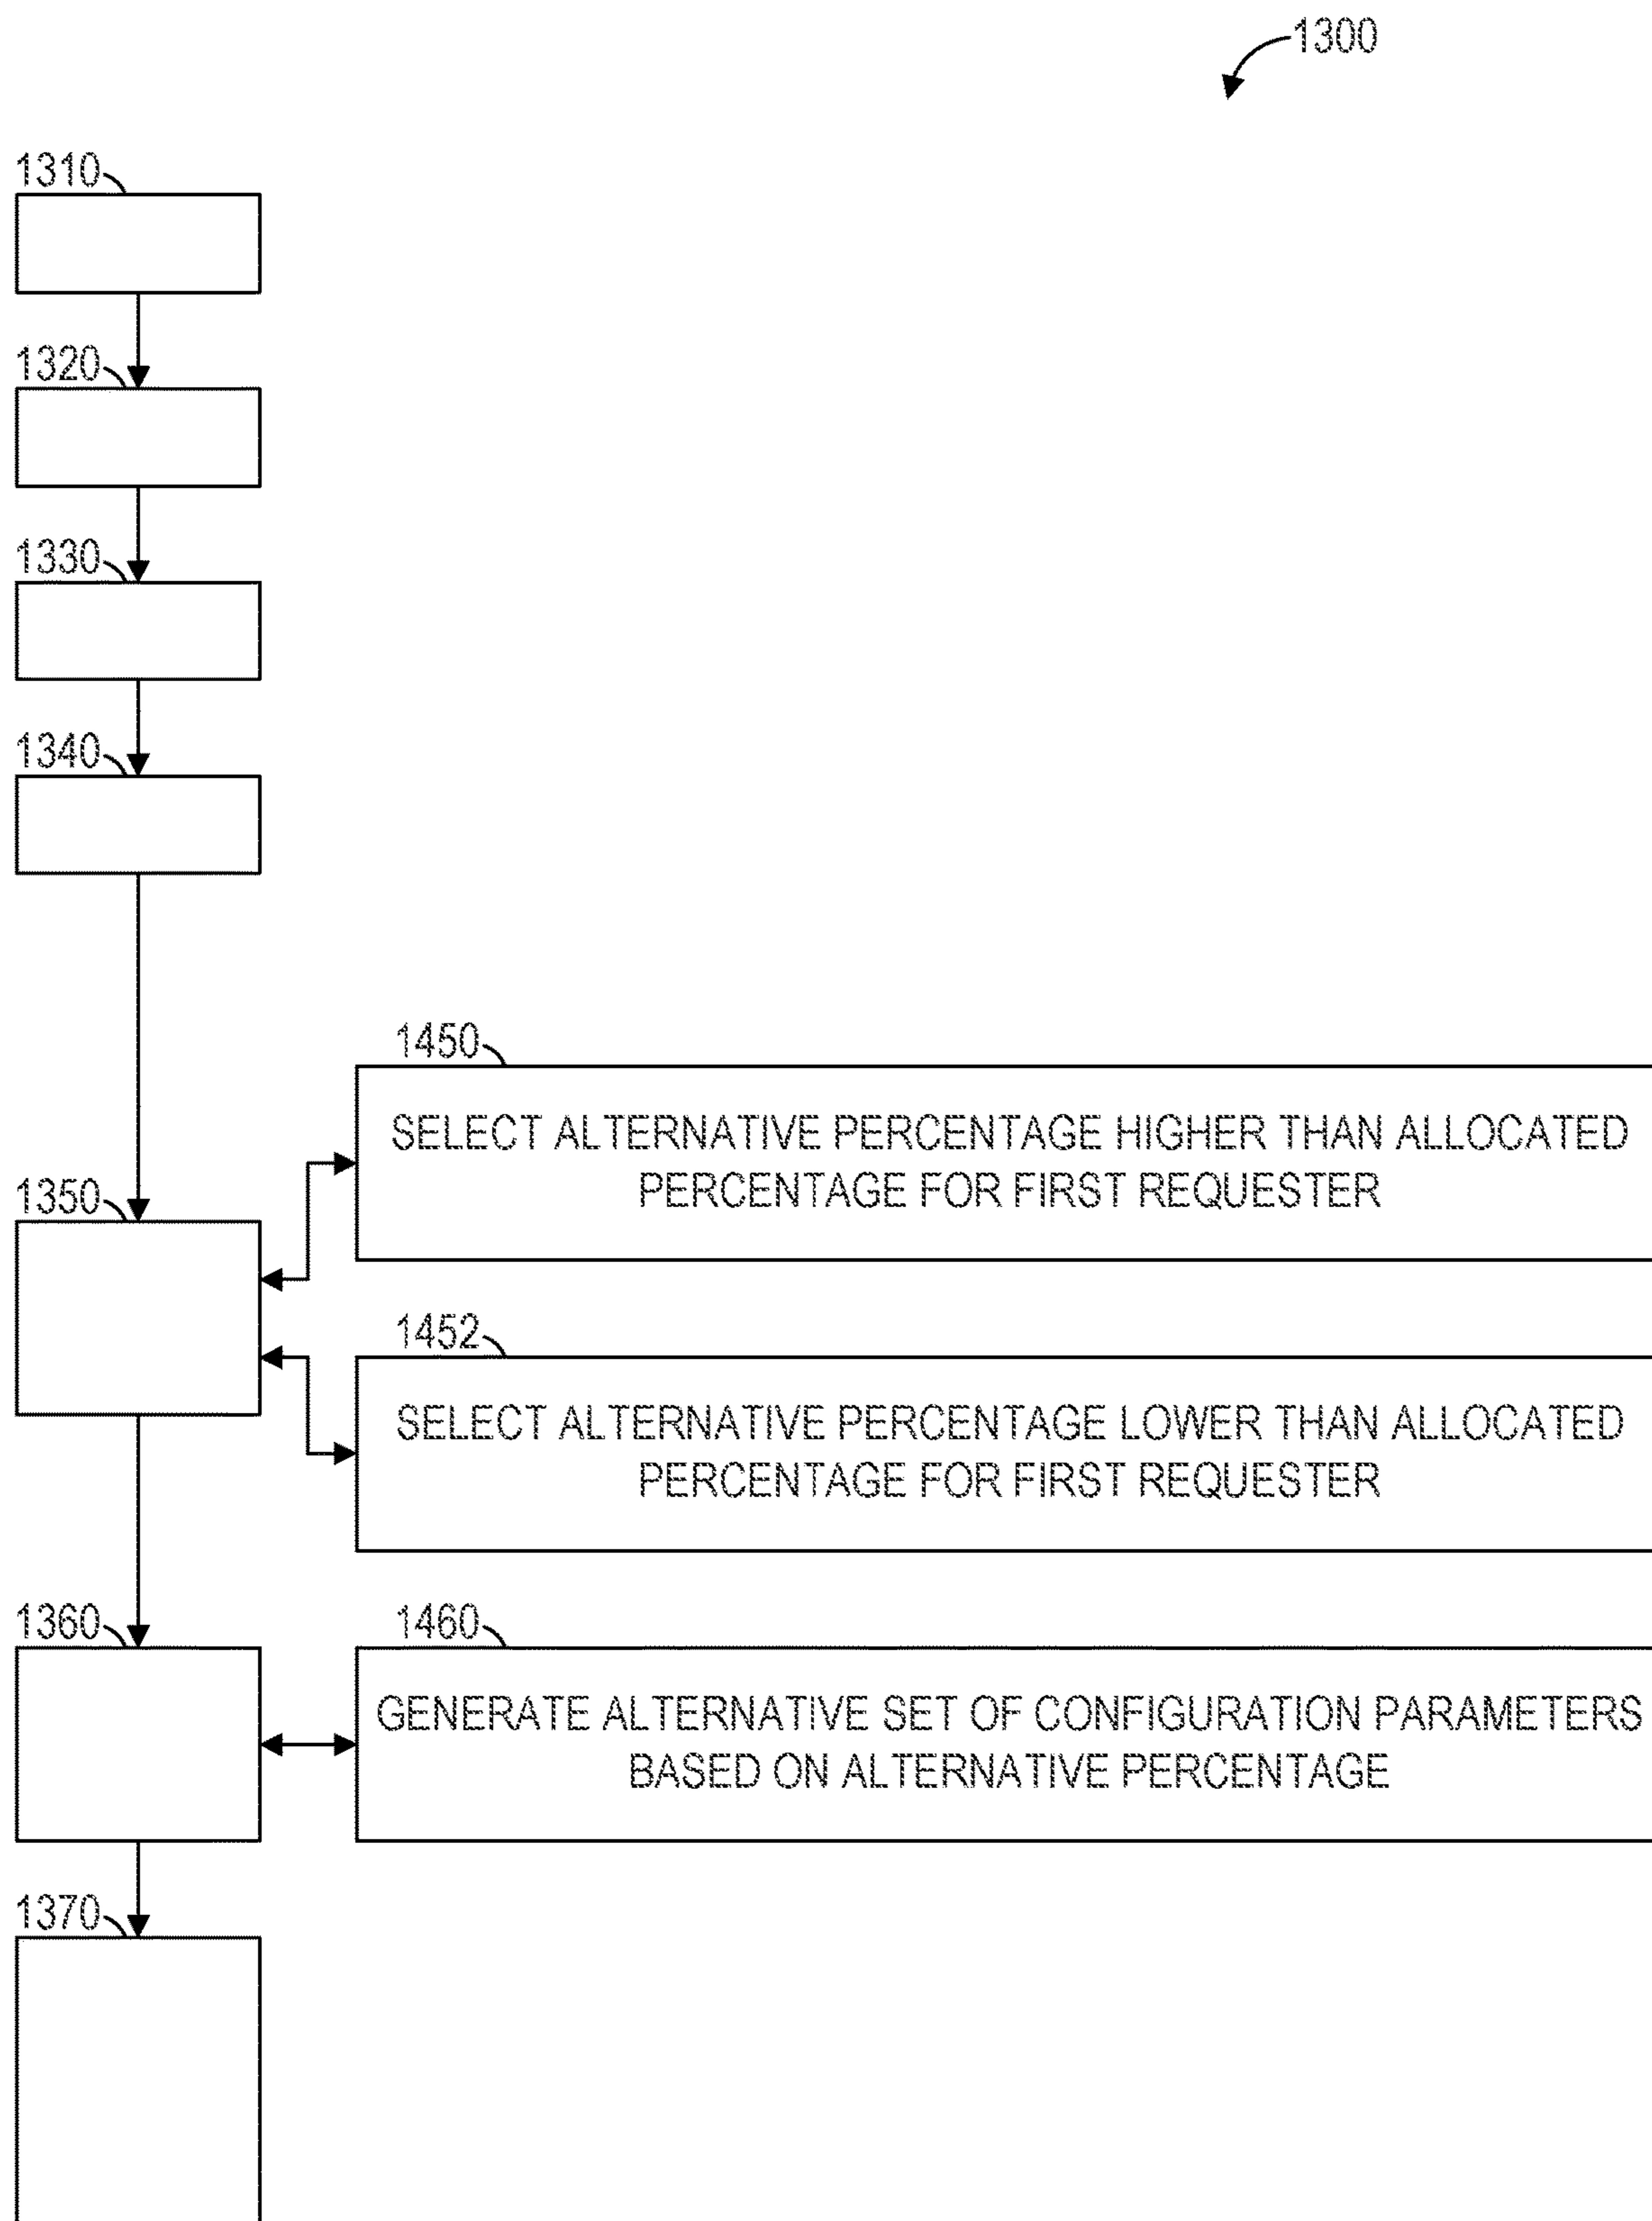 1300
1310
1320
1330
1340
1450
SELECT ALTERNATIVE PERCENTAGE HIGHER THAN ALLOCATED
PERCENTAGE FOR FIRST REQUESTER
1350
1452
SELECT ALTERNATIVE PERCENTAGE LOWER THAN ALLOCATED
PERCENTAGE FOR FIRST REQUESTER
1360
1460
GENERATE ALTERNATIVE SET OF CONFIGURATION PARAMETERS
BASED ON ALTERNATIVE PERCENTAGE
1370